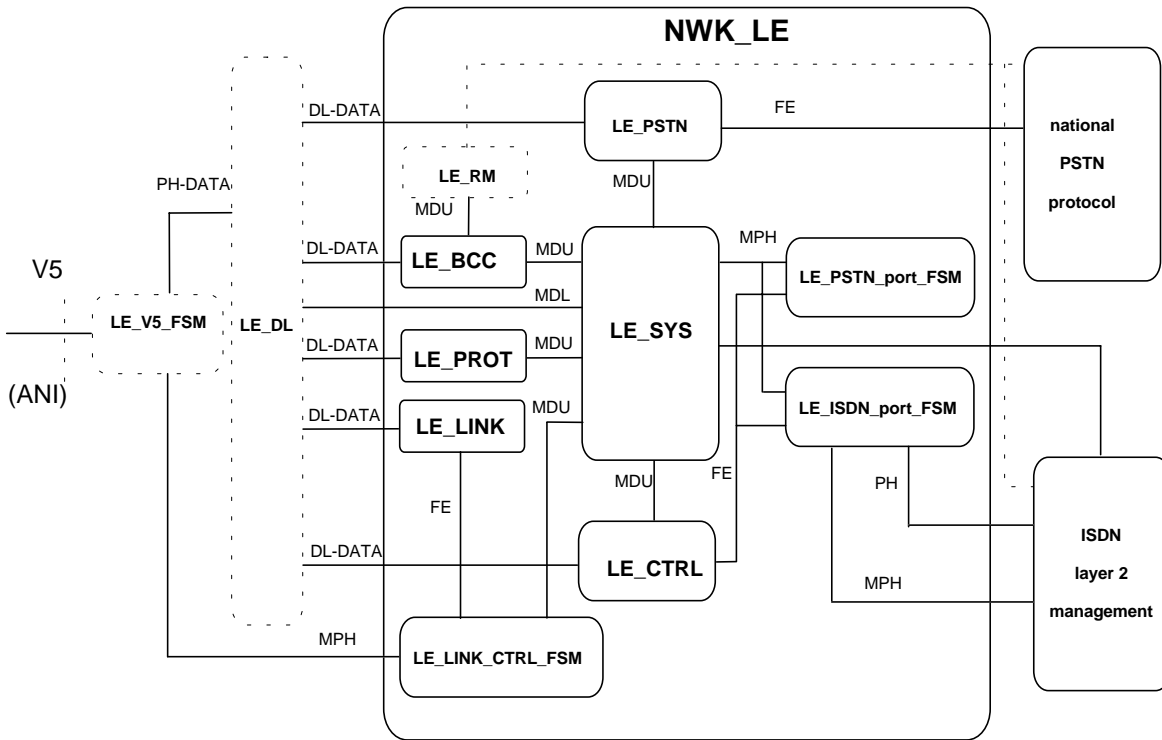 NWK_LE
DL-DATA
LE_PSTN
FE
national
PSTN
protocol
LE_RM
MDU
MDU
PH-DATA
DL-DATA
LE_BCC
MDU
MPH
LE_PSTN_port_FSM
V5
LE_V5_FSM
LE_DL
MDL
LE_SYS
DL-DATA
LE_PROT
MDU
(ANI)
DL-DATA
LE_LINK
MDU
LE_ISDN_port_FSM
FE
MDU
FE
PH
DL-DATA
LE_CTRL
MPH
ISDN
layer 2
management
MPH
LE_LINK_CTRL_FSM